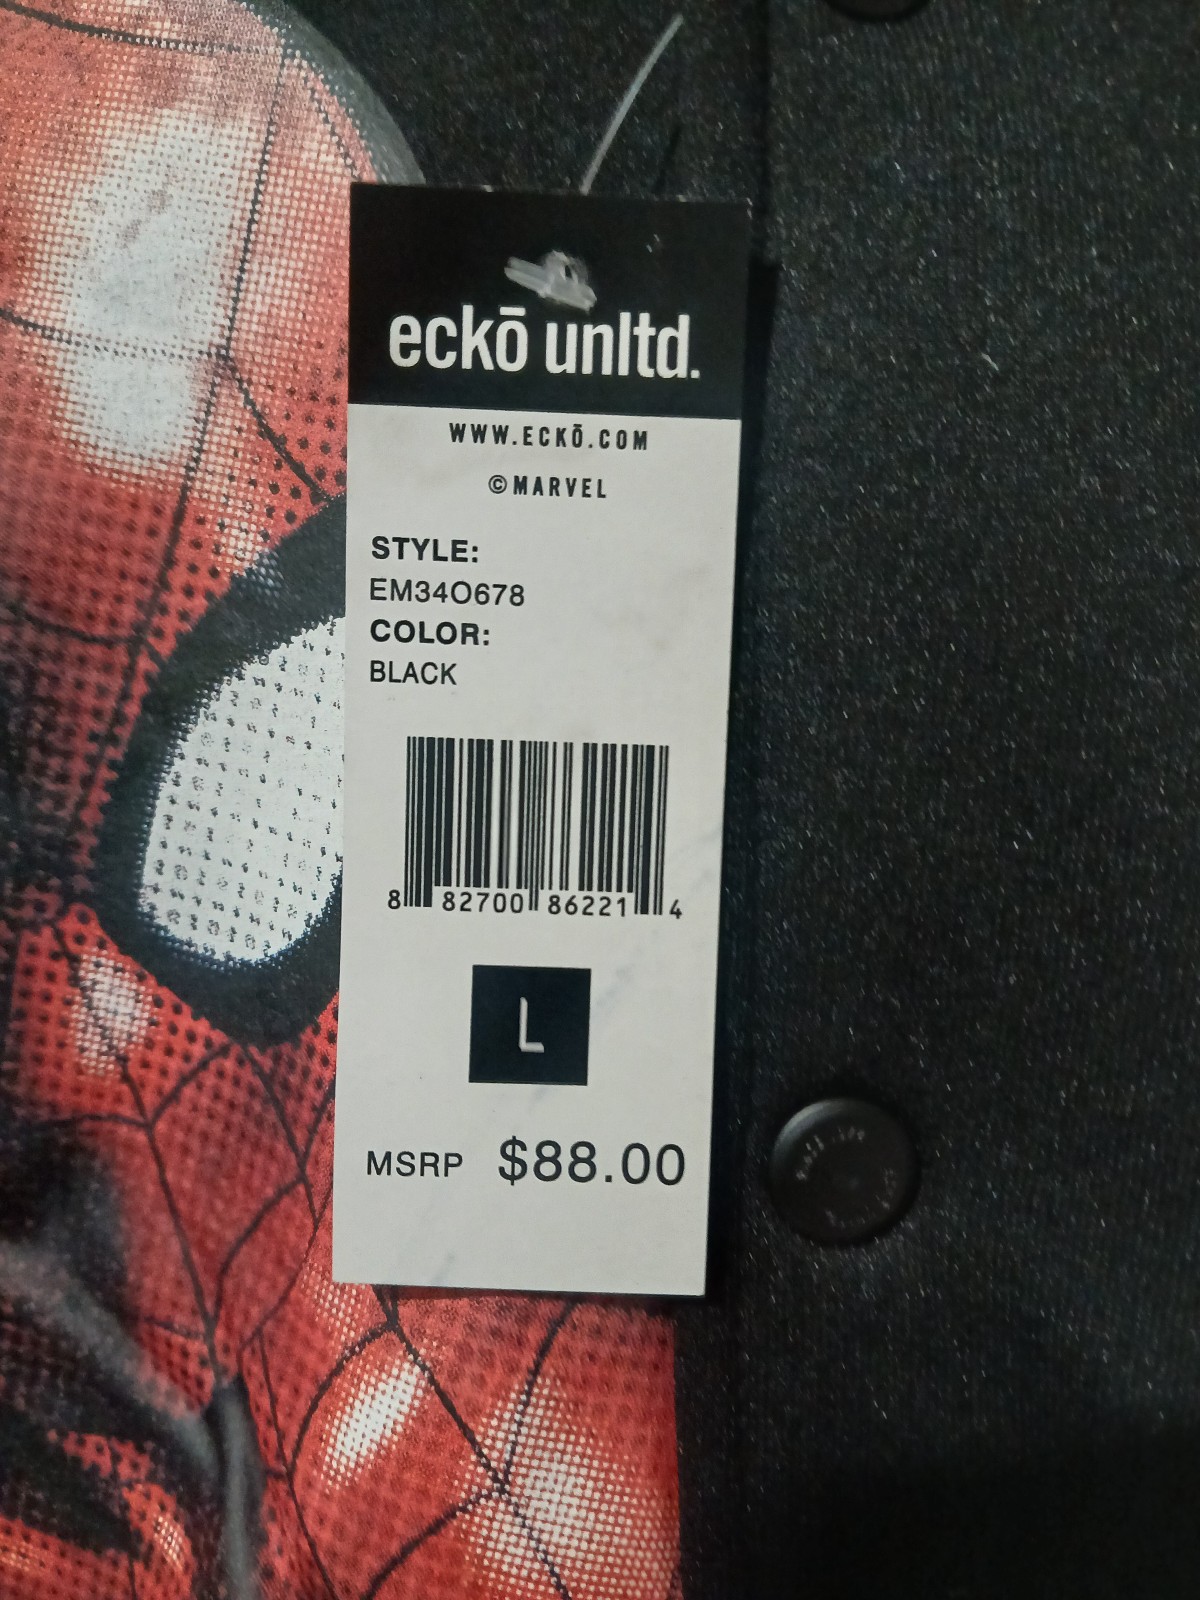 eckō unltd.
WWW.ECKŌ.COM
©MARVEL
STYLE:
EM34O678
COLOR:
BLACK
8 82700 86221 4
L
MSRP $88.00